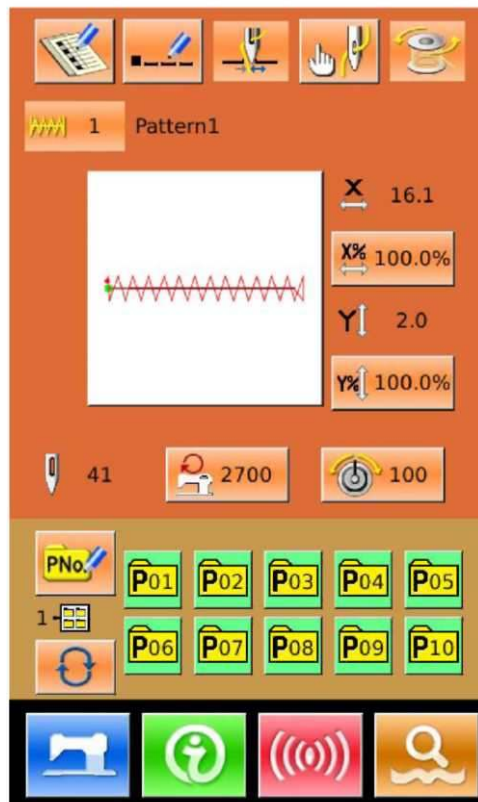 1 Pattern1
X 16.1
X% 100.0%
Y 2.0
Y% 100.0%
41 2700 100
PNo.
P01 P02 P03 P04 P05
1-
P06 P07 P08 P09 P10